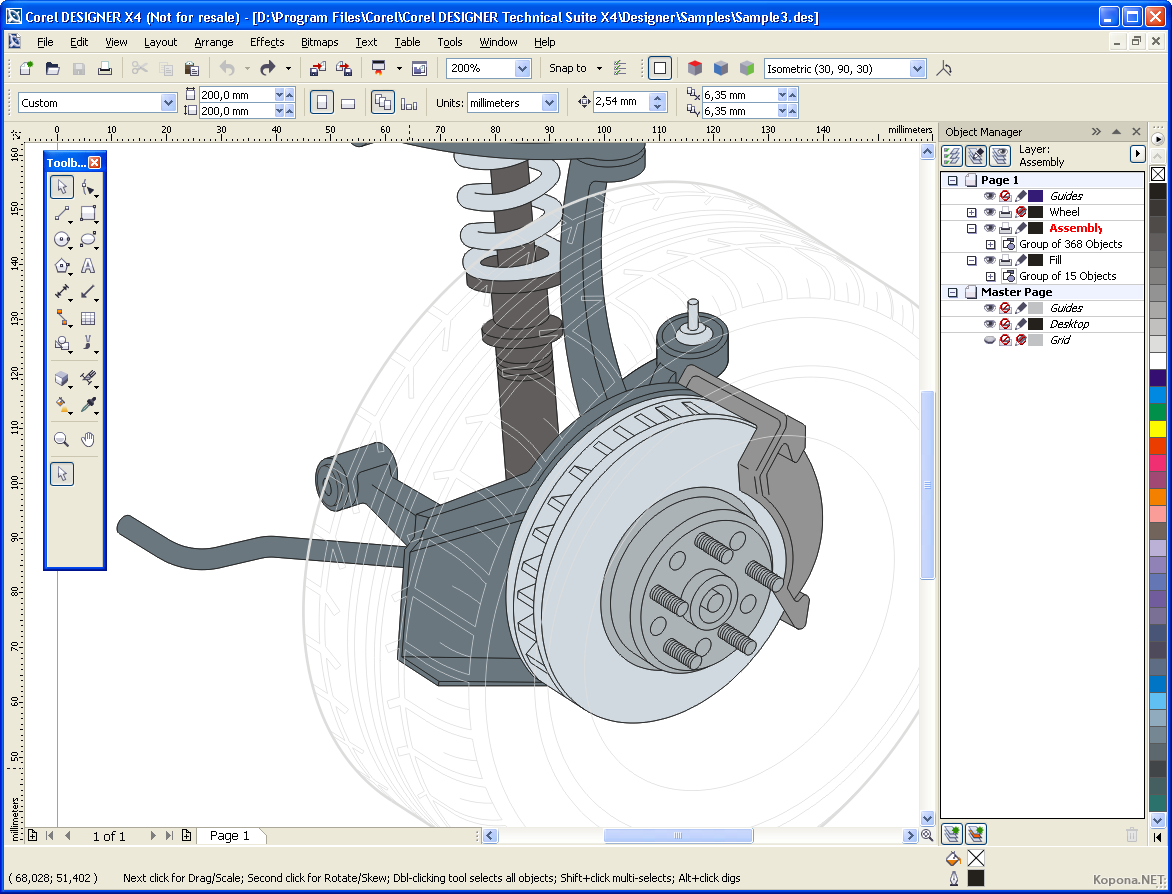 Corel DESIGNER X4 (Not for resale) - [D:\Program Files\Corel\Corel DESIGNER Technical Suite X4\Designer\Samples\Sample3.des]
File Edit View Layout Arrange Effects Bitmaps Text Table Tools Window Help
200% Snap to Isometric (30, 90, 30)
Custom 200,0 mm 200,0 mm Units: millimeters 2,54 mm 6,35 mm 6,35 mm
0 10 20 30 40 50 60 70 80 90 100 110 120 130 140 millimeters
160
150
140
130
120
110
100
90
80
70
60
50
millimeters
Toolb...
Object Manager
Layer:
Assembly
Page 1
Guides
Wheel
Assembly
Group of 368 Objects
Fill
Group of 15 Objects
Master Page
Guides
Desktop
Grid
1 of 1 Page 1
( 68,028; 51,402 ) Next click for Drag/Scale; Second click for Rotate/Skew; Dbl-clicking tool selects all objects; Shift+click multi-selects; Alt+click digs
Kopona.NET